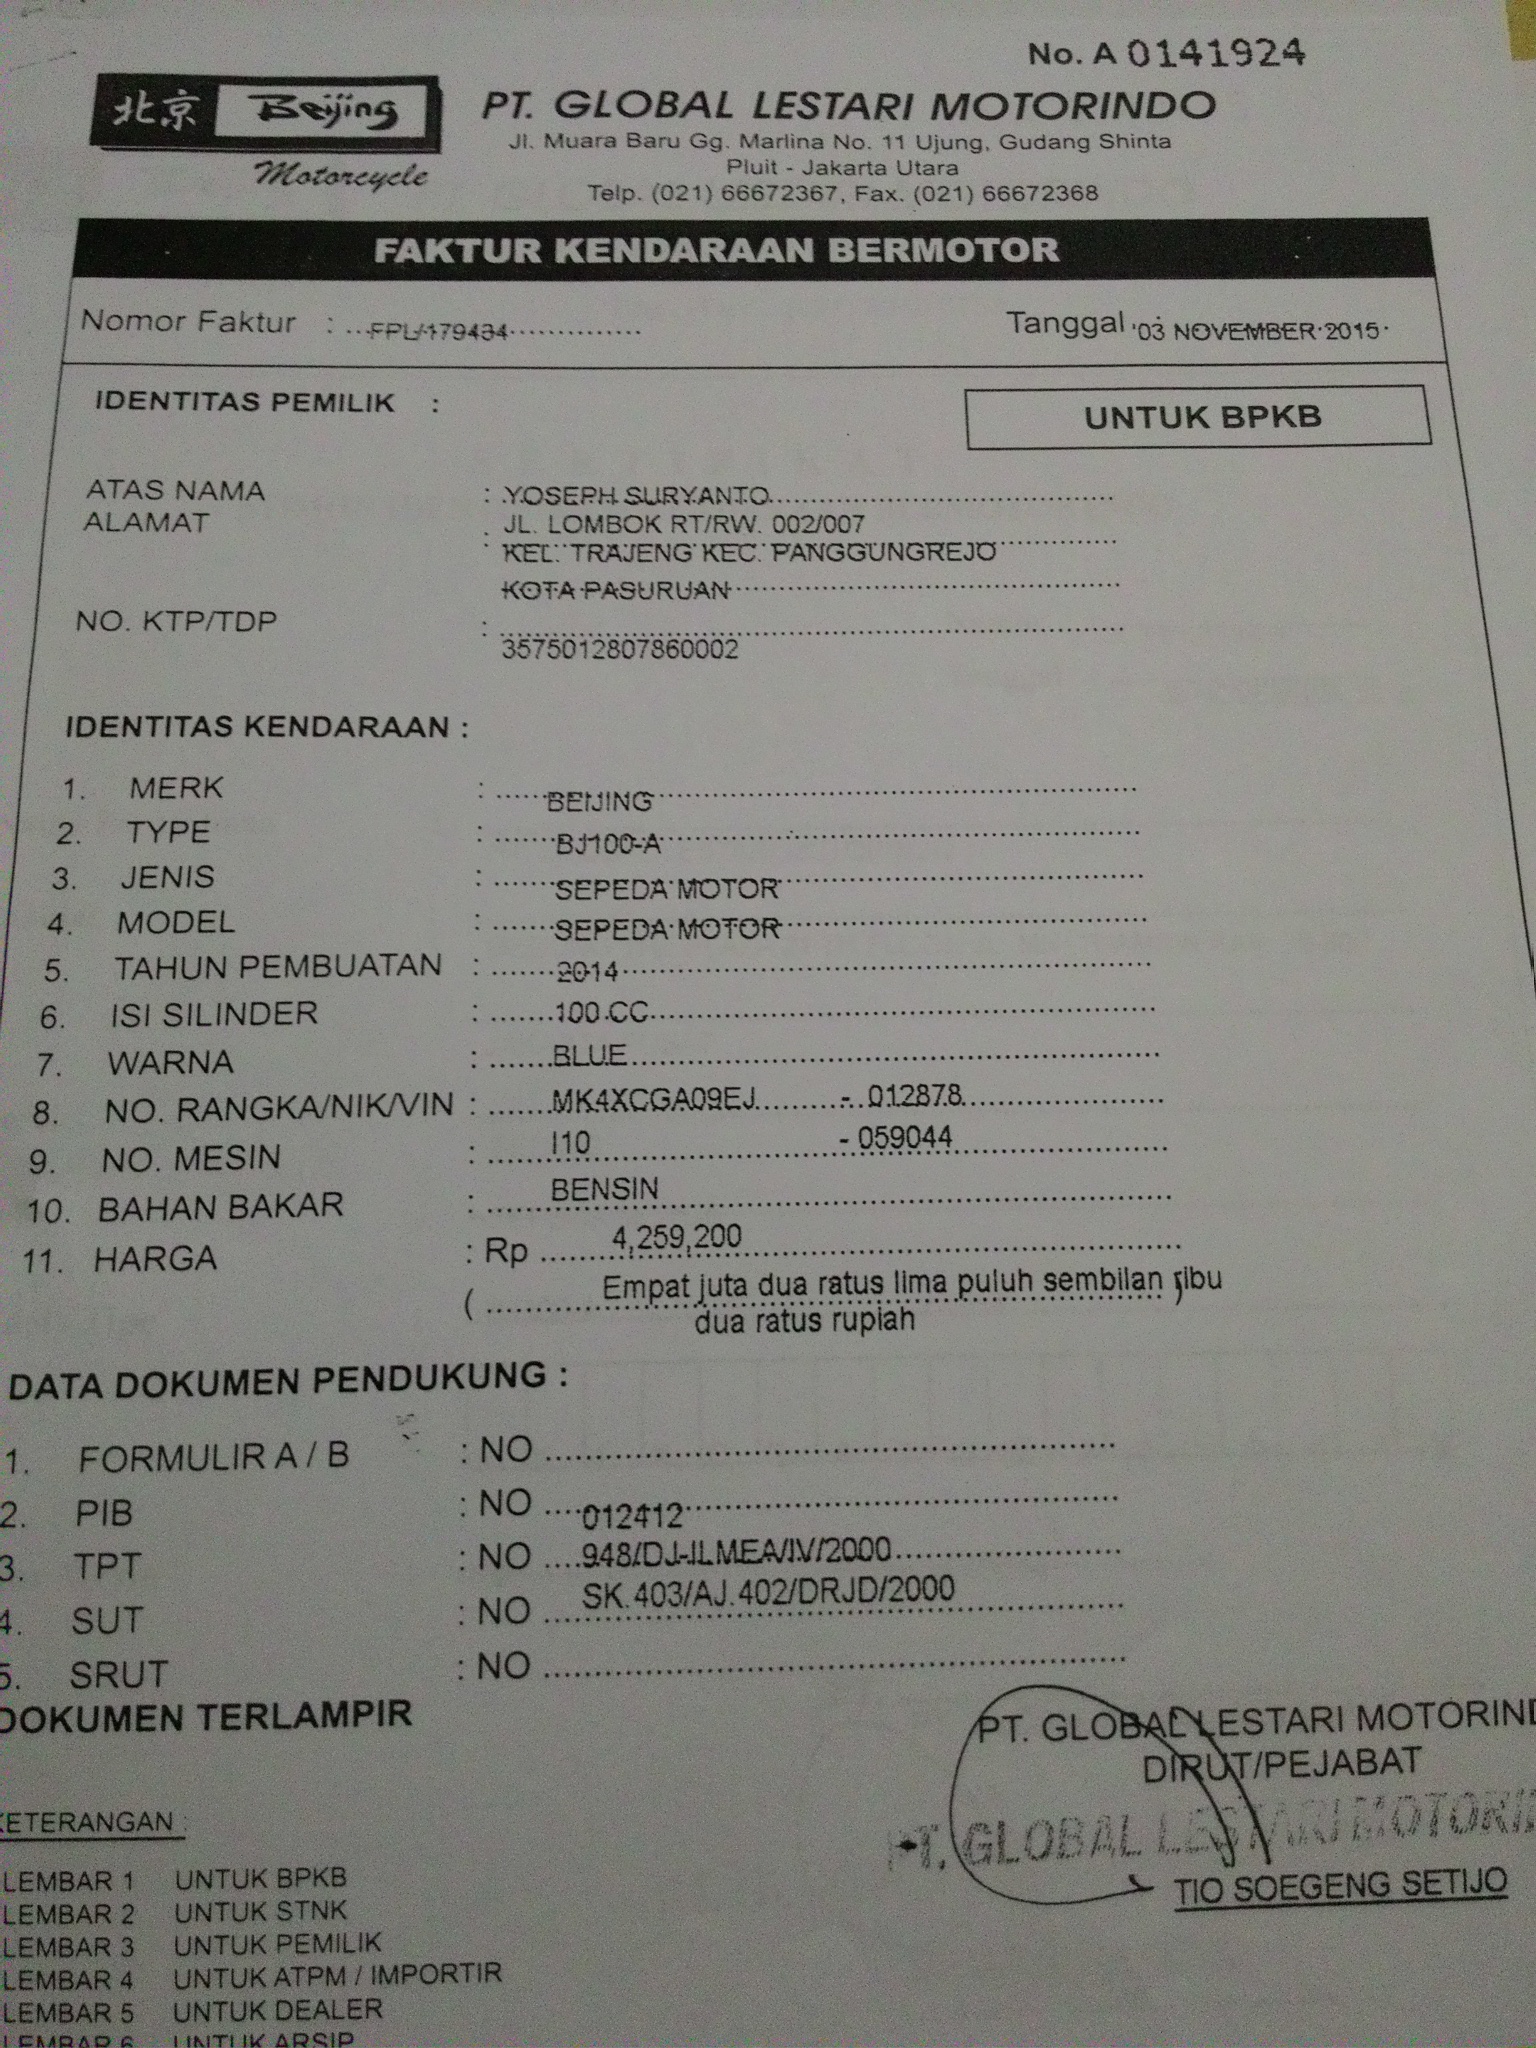 No. A 0141924
北京 Beijing
Motorcycle
PT. GLOBAL LESTARI MOTORINDO
Jl. Muara Baru Gg. Marlina No. 11 Ujung, Gudang Shinta
Pluit - Jakarta Utara
Telp. (021) 66672367, Fax. (021) 66672368
FAKTUR KENDARAAN BERMOTOR
Nomor Faktur : FPL/179434 Tanggal : 03 NOVEMBER 2015
IDENTITAS PEMILIK :
UNTUK BPKB
ATAS NAMA : YOSEPH SURYANTO
ALAMAT : JL. LOMBOK RT/RW. 002/007
KEL. TRAJENG KEC. PANGGUNGREJO
KOTA PASURUAN
NO. KTP/TDP :
3575012807860002
IDENTITAS KENDARAAN :
1. MERK : BEIJING
2. TYPE : BJ100-A
3. JENIS : SEPEDA MOTOR
4. MODEL : SEPEDA MOTOR
5. TAHUN PEMBUATAN : 2014
6. ISI SILINDER : 100 CC
7. WARNA : BLUE
8. NO. RANGKA/NIK/VIN : MK4XCGA09EJ - 012878
9. NO. MESIN : I10 - 059044
10. BAHAN BAKAR : BENSIN
11. HARGA : Rp 4,259,200
( Empat juta dua ratus lima puluh sembilan ribu )
dua ratus rupiah
DATA DOKUMEN PENDUKUNG :
1. FORMULIR A / B : NO
2. PIB : NO 012412
3. TPT : NO 948/DJ-ILMEA/IV/2000
4. SUT : NO SK.403/AJ.402/DRJD/2000
5. SRUT : NO
DOKUMEN TERLAMPIR
PT. GLOBAL LESTARI MOTORIND
DIRUT/PEJABAT
PT. GLOBAL LESTARI MOTORI
TIO SOEGENG SETIJO
KETERANGAN :
LEMBAR 1 UNTUK BPKB
LEMBAR 2 UNTUK STNK
LEMBAR 3 UNTUK PEMILIK
LEMBAR 4 UNTUK ATPM / IMPORTIR
LEMBAR 5 UNTUK DEALER
LEMBAR 6 UNTUK ARSIP